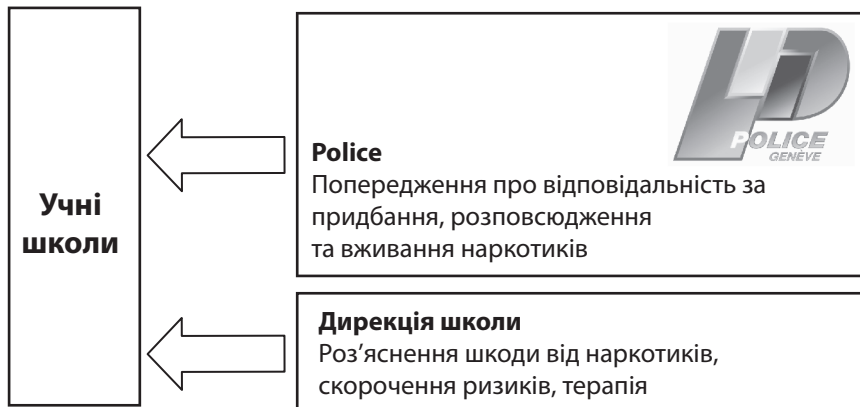 Учні
школи
POLICE
GENÈVE
Police
Попередження про відповідальність за
придбання, розповсюдження
та вживання наркотиків
Дирекція школи
Роз’яснення шкоди від наркотиків,
скорочення ризиків, терапія